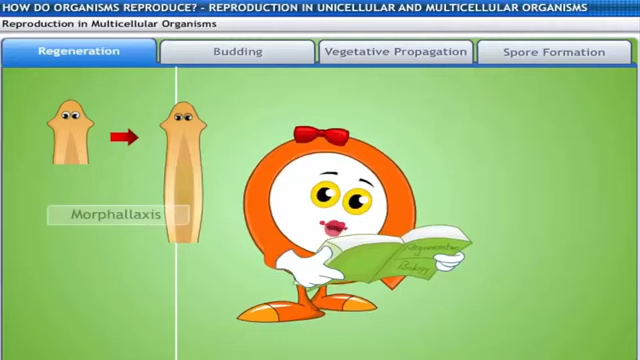 HOW DO ORGANISMS REPRODUCE? - REPRODUCTION IN UNICELLULAR AND MULTICELLULAR ORGANISMS
Reproduction in Multicellular Organisms
Regeneration
Budding
Vegetative Propagation
Spore Formation
Morphallaxis
Biology